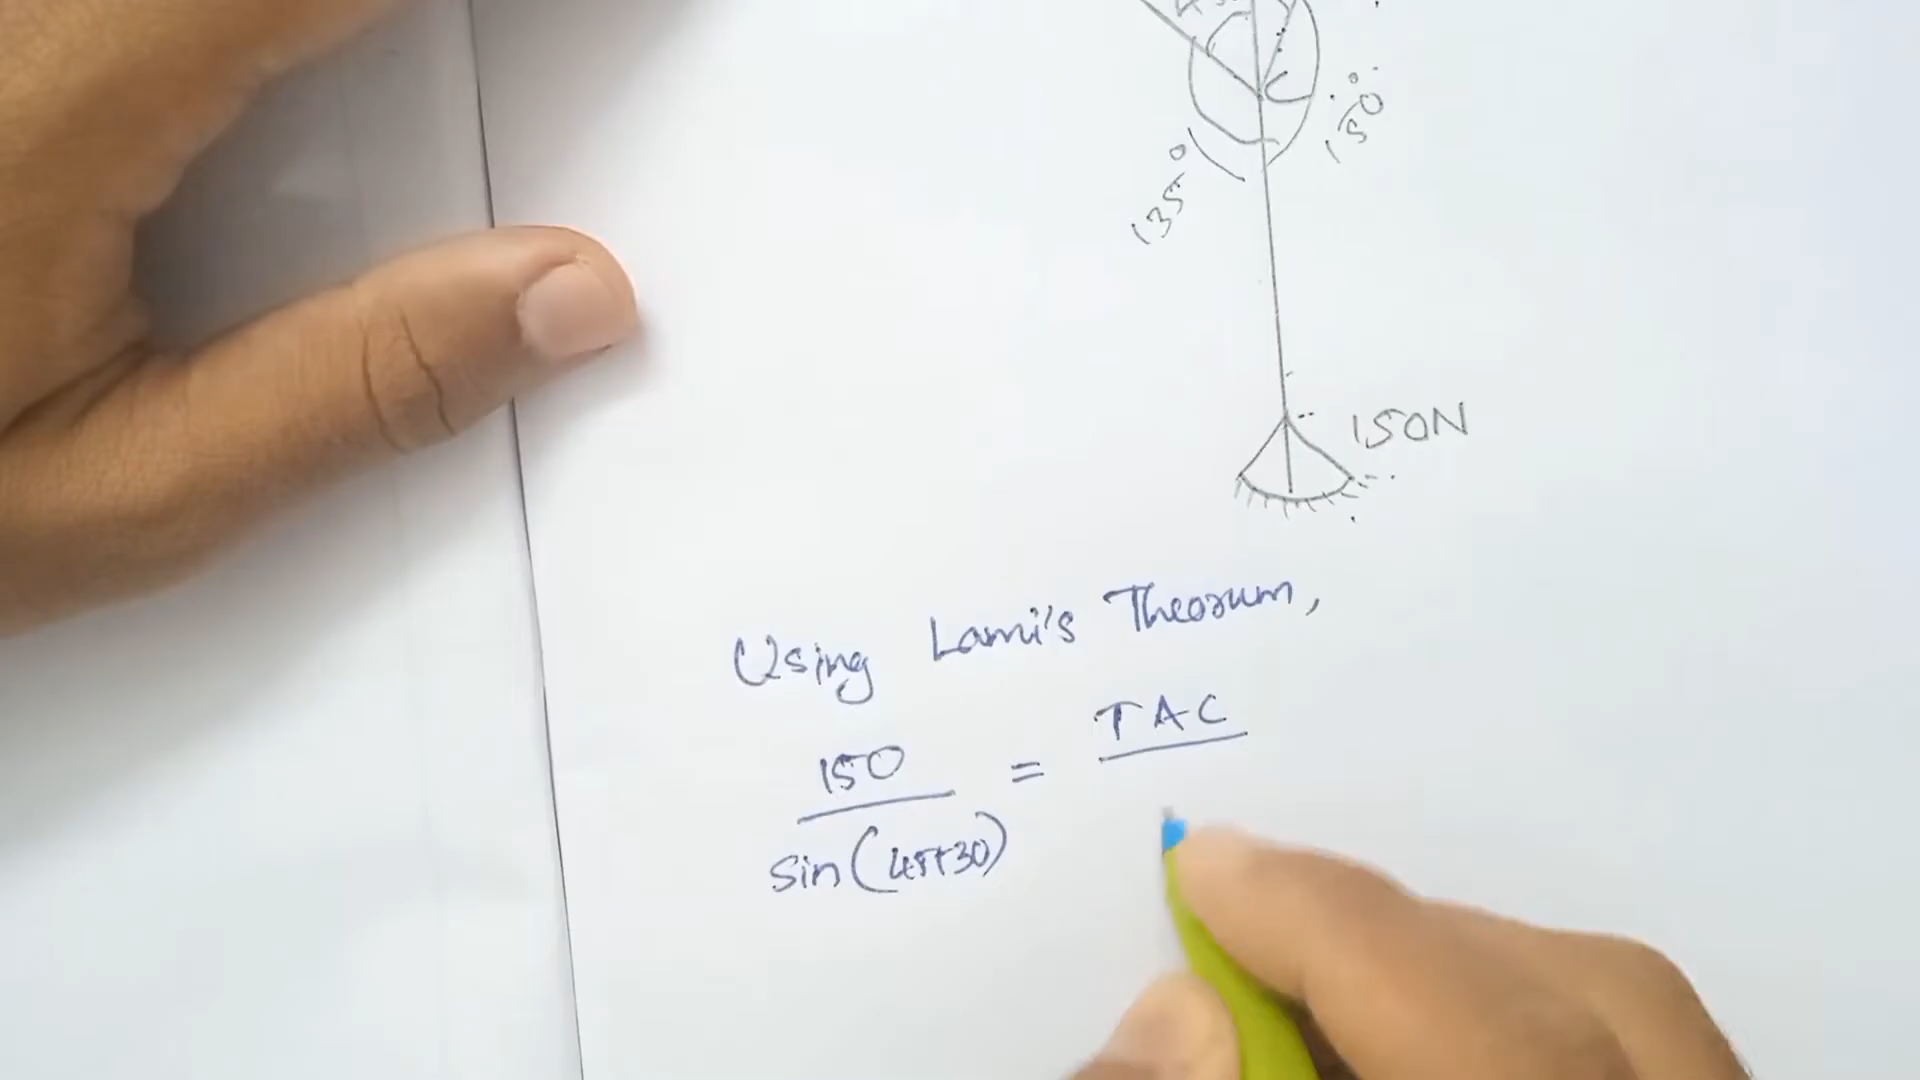 C
150°
135°
150N
Using Lami's Theorum,
150 = TAC
sin(45+30)